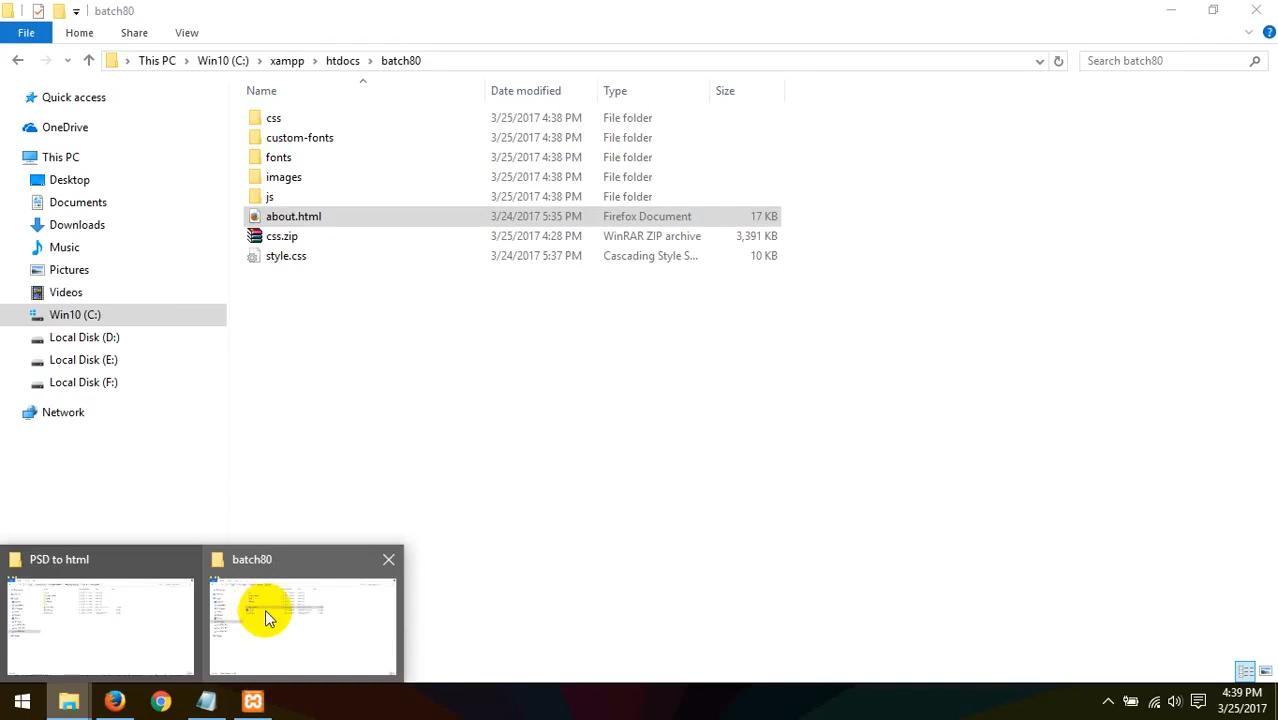 batch80
File Home Share View
This PC Win10 (C:) xampp htdocs batch80 Search batch80
Name Date modified Type Size
Quick access
OneDrive
This PC
Desktop
Documents
Downloads
Music
Pictures
Videos
Win10 (C:)
Local Disk (D:)
Local Disk (E:)
Local Disk (F:)
Network
css 3/25/2017 4:38 PM File folder
custom-fonts 3/25/2017 4:38 PM File folder
fonts 3/25/2017 4:38 PM File folder
images 3/25/2017 4:38 PM File folder
js 3/25/2017 4:38 PM File folder
about.html 3/24/2017 5:35 PM Firefox Document 17 KB
css.zip 3/25/2017 4:28 PM WinRAR ZIP archive 3,391 KB
style.css 3/24/2017 5:37 PM Cascading Style S... 10 KB
PSD to html batch80
4:39 PM
3/25/2017